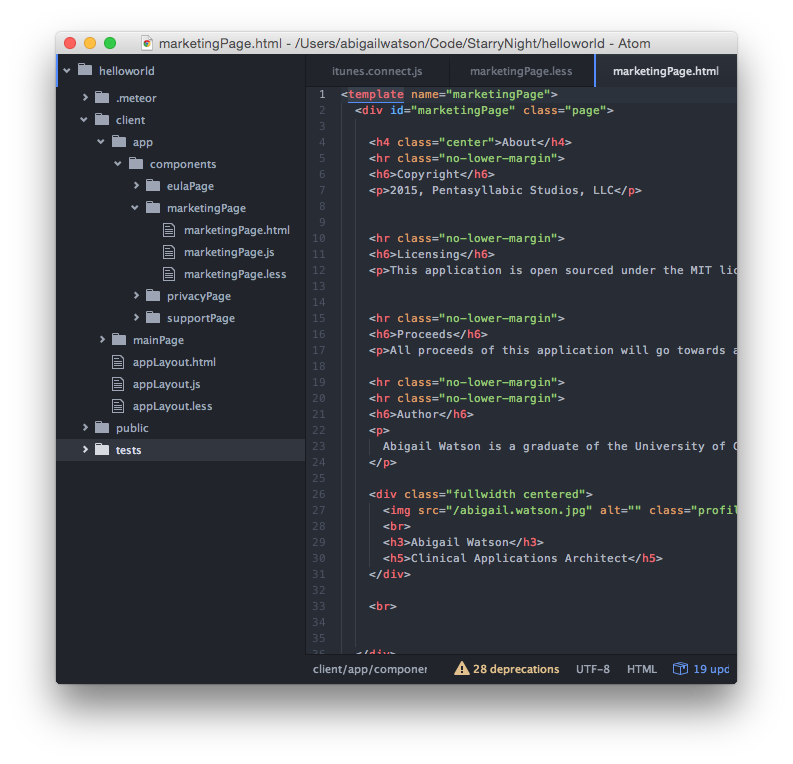 marketingPage.html - /Users/abigailwatson/Code/StarryNight/helloworld - Atom
helloworld
.meteor
client
app
components
eulaPage
marketingPage
marketingPage.html
marketingPage.js
marketingPage.less
privacyPage
supportPage
mainPage
appLayout.html
appLayout.js
appLayout.less
public
tests
itunes.connect.js marketingPage.less marketingPage.html
1 <template name="marketingPage">
2 <div id="marketingPage" class="page">
3
4 <h4 class="center">About</h4>
5 <hr class="no-lower-margin">
6 <h6>Copyright</h6>
7 <p>2015, Pentasyllabic Studios, LLC</p>
8
9
10 <hr class="no-lower-margin">
11 <h6>Licensing</h6>
12 <p>This application is open sourced under the MIT lic
13
14
15 <hr class="no-lower-margin">
16 <h6>Proceeds</h6>
17 <p>All proceeds of this application will go towards a
18
19 <hr class="no-lower-margin">
20 <hr class="no-lower-margin">
21 <h6>Author</h6>
22 <p>
23 Abigail Watson is a graduate of the University of C
24 </p>
25
26 <div class="fullwidth centered">
27 <img src="/abigail.watson.jpg" alt="" class="profil
28 <br>
29 <h3>Abigail Watson</h3>
30 <h5>Clinical Applications Architect</h5>
31 </div>
32
33 <br>
34
35
36 </div>
client/app/componen 28 deprecations UTF-8 HTML 19 upd